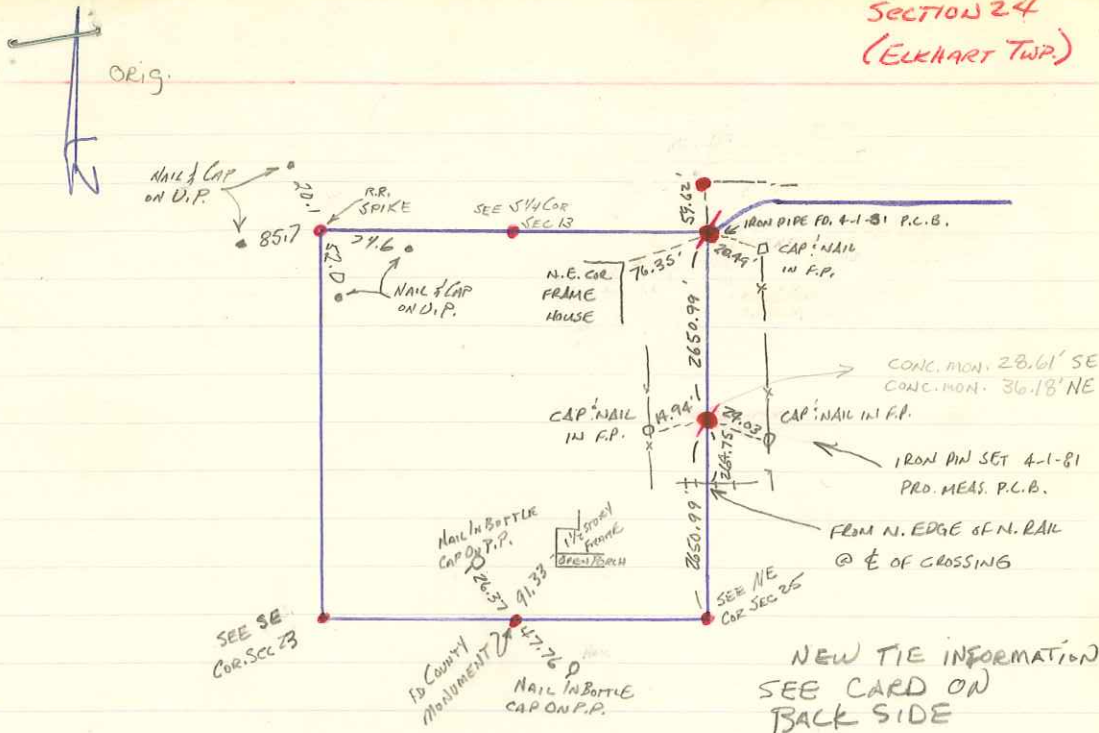 SECTION 24
(ELKHART TWP.)
ORIG.
N
NAIL & CAP
ON U.P.
20.1
85.7
R.R.
SPIKE
24.6
52.0
NAIL & CAP
ON U.P.
SEE S 1/4 COR
SEC 13
IRON PIPE FD. 4-1-81 P.C.B.
76.35'
20.49'
CAP & NAIL
IN F.P.
N.E. COR
FRAME
HOUSE
2650.99'
CONC. MON. 28.61' SE
CONC. MON. 36.18' NE
CAP & NAIL
IN F.P.
14.94'
24.03
CAP & NAIL IN F.P.
264.75'
IRON PIN SET 4-1-81
PRO. MEAS. P.C.B.
FROM N. EDGE OF N. RAIL
@ ℄ OF CROSSING
2650.99'
NAIL IN BOTTLE
CAP ON P.P.
26.37
91.33
1 1/2 STORY
FRAME
OPEN PORCH
SEE SE
COR. SEC 23
FD COUNTY
MONUMENT
47.76
NAIL IN BOTTLE
CAP ON P.P.
SEE NE
COR SEC 25
NEW TIE INFORMATION
SEE CARD ON
BACK SIDE